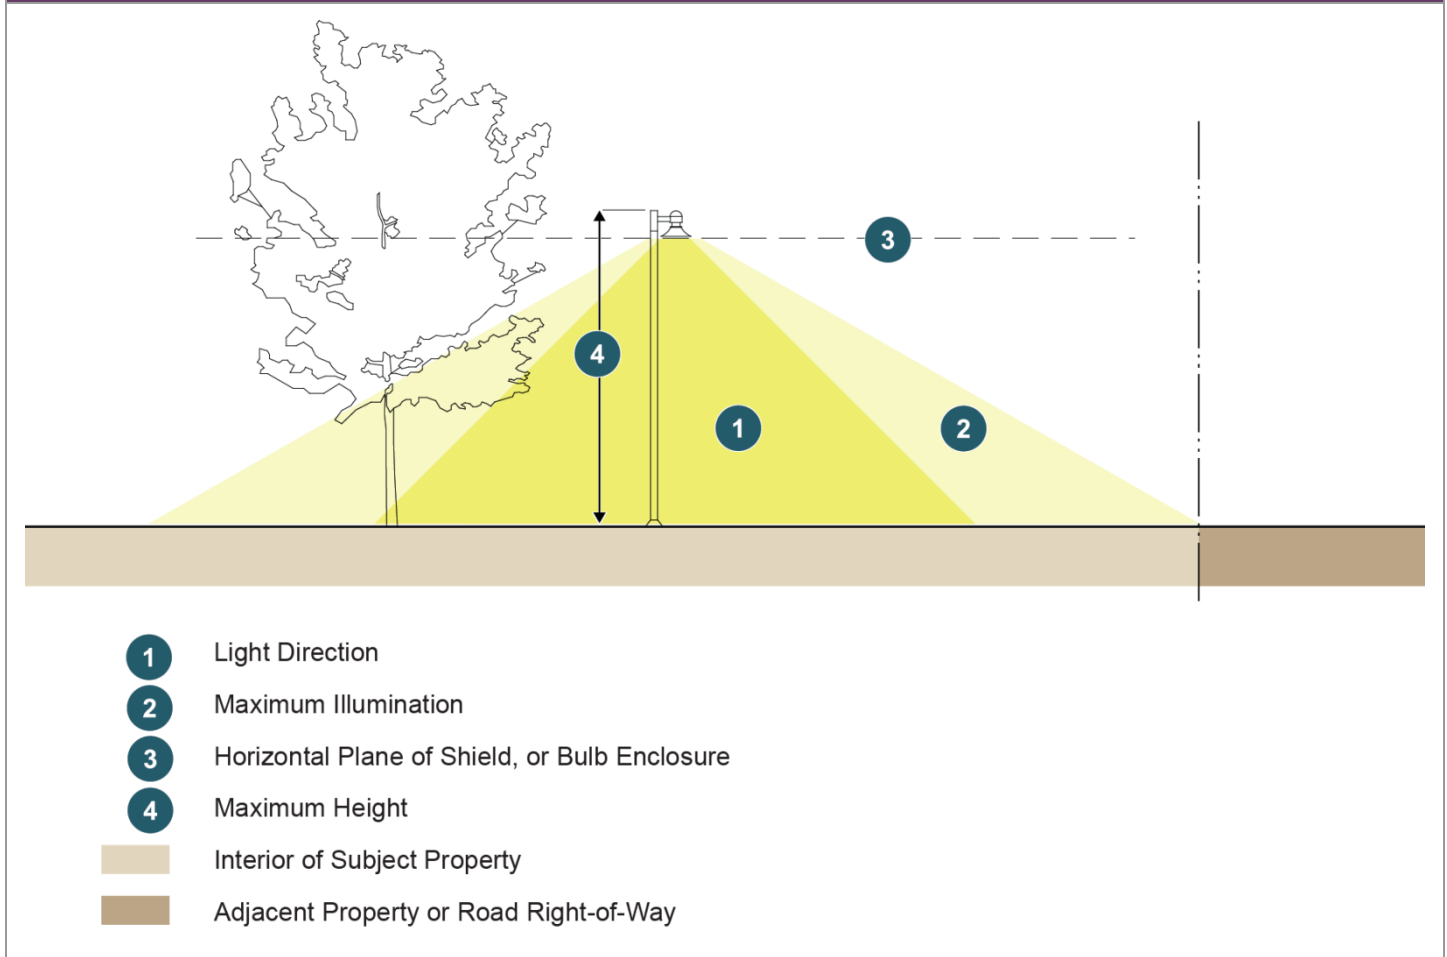 3
4
1
2
1 Light Direction
2 Maximum Illumination
3 Horizontal Plane of Shield, or Bulb Enclosure
4 Maximum Height
Interior of Subject Property
Adjacent Property or Road Right-of-Way